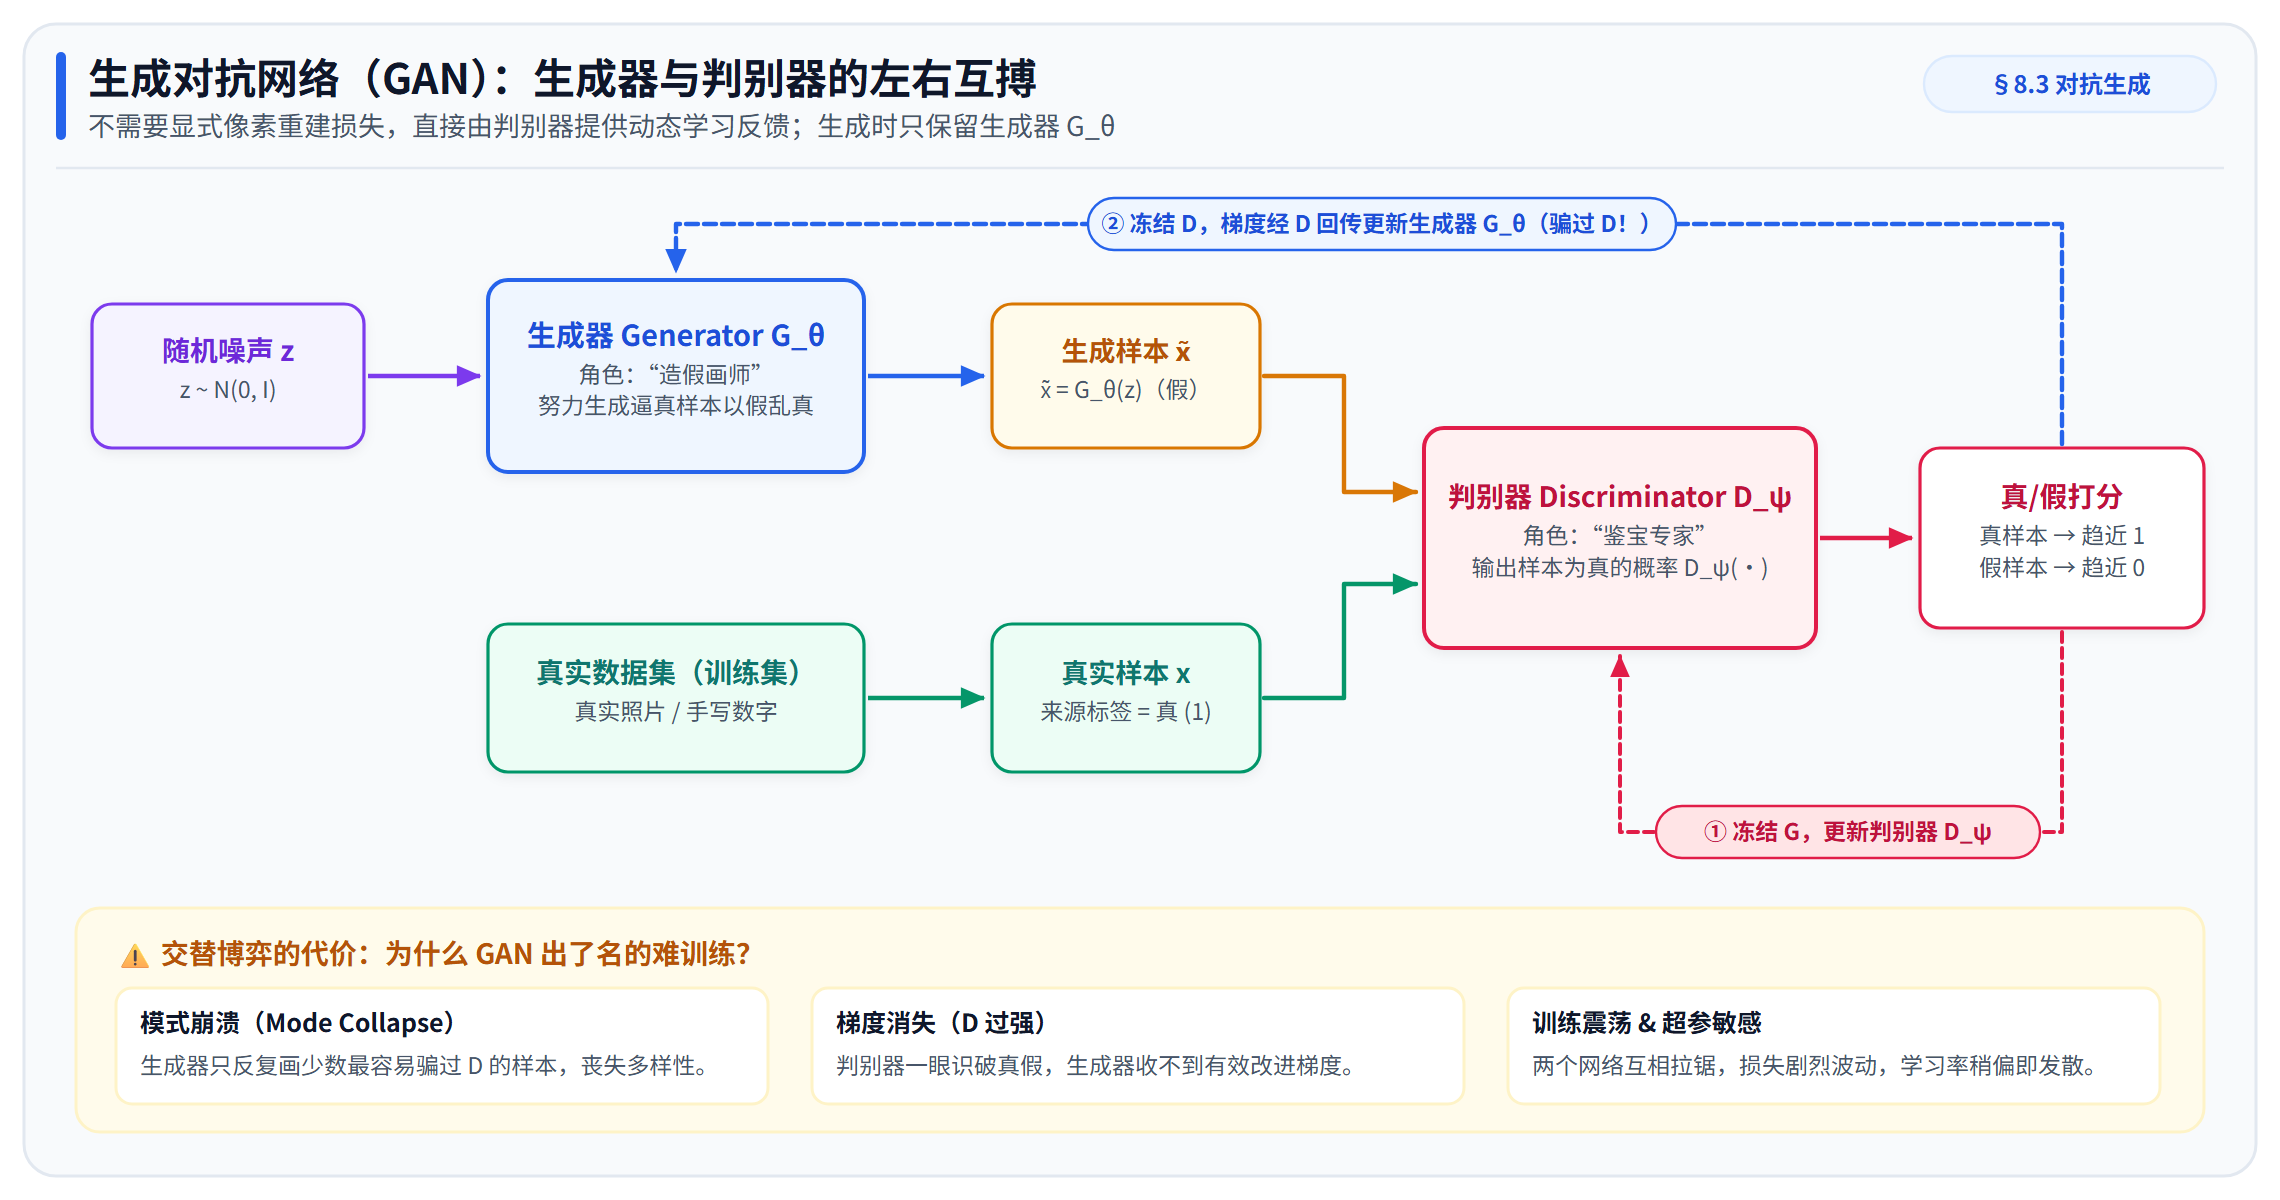 生成对抗网络（GAN）：生成器与判别器的左右互搏
不需要显式像素重建损失，直接由判别器提供动态学习反馈；生成时只保留生成器 G_θ
§ 8.3 对抗生成
② 冻结 D，梯度经 D 回传更新生成器 G_θ（骗过 D！）
随机噪声 z
z ~ N(0, I)
生成器 Generator G_θ
角色：“造假画师”
努力生成逼真样本以假乱真
生成样本 x̃
x̃ = G_θ(z)（假）
判别器 Discriminator D_ψ
角色：“鉴宝专家”
输出样本为真的概率 D_ψ(·)
真/假打分
真样本 → 趋近 1
假样本 → 趋近 0
真实数据集（训练集）
真实照片 / 手写数字
真实样本 x
来源标签 = 真 (1)
① 冻结 G，更新判别器 D_ψ
⚠️ 交替博弈的代价：为什么 GAN 出了名的难训练？
模式崩溃（Mode Collapse）
生成器只反复画少数最容易骗过 D 的样本，丧失多样性。
梯度消失（D 过强）
判别器一眼识破真假，生成器收不到有效改进梯度。
训练震荡 & 超参敏感
两个网络互相拉锯，损失剧烈波动，学习率稍偏即发散。